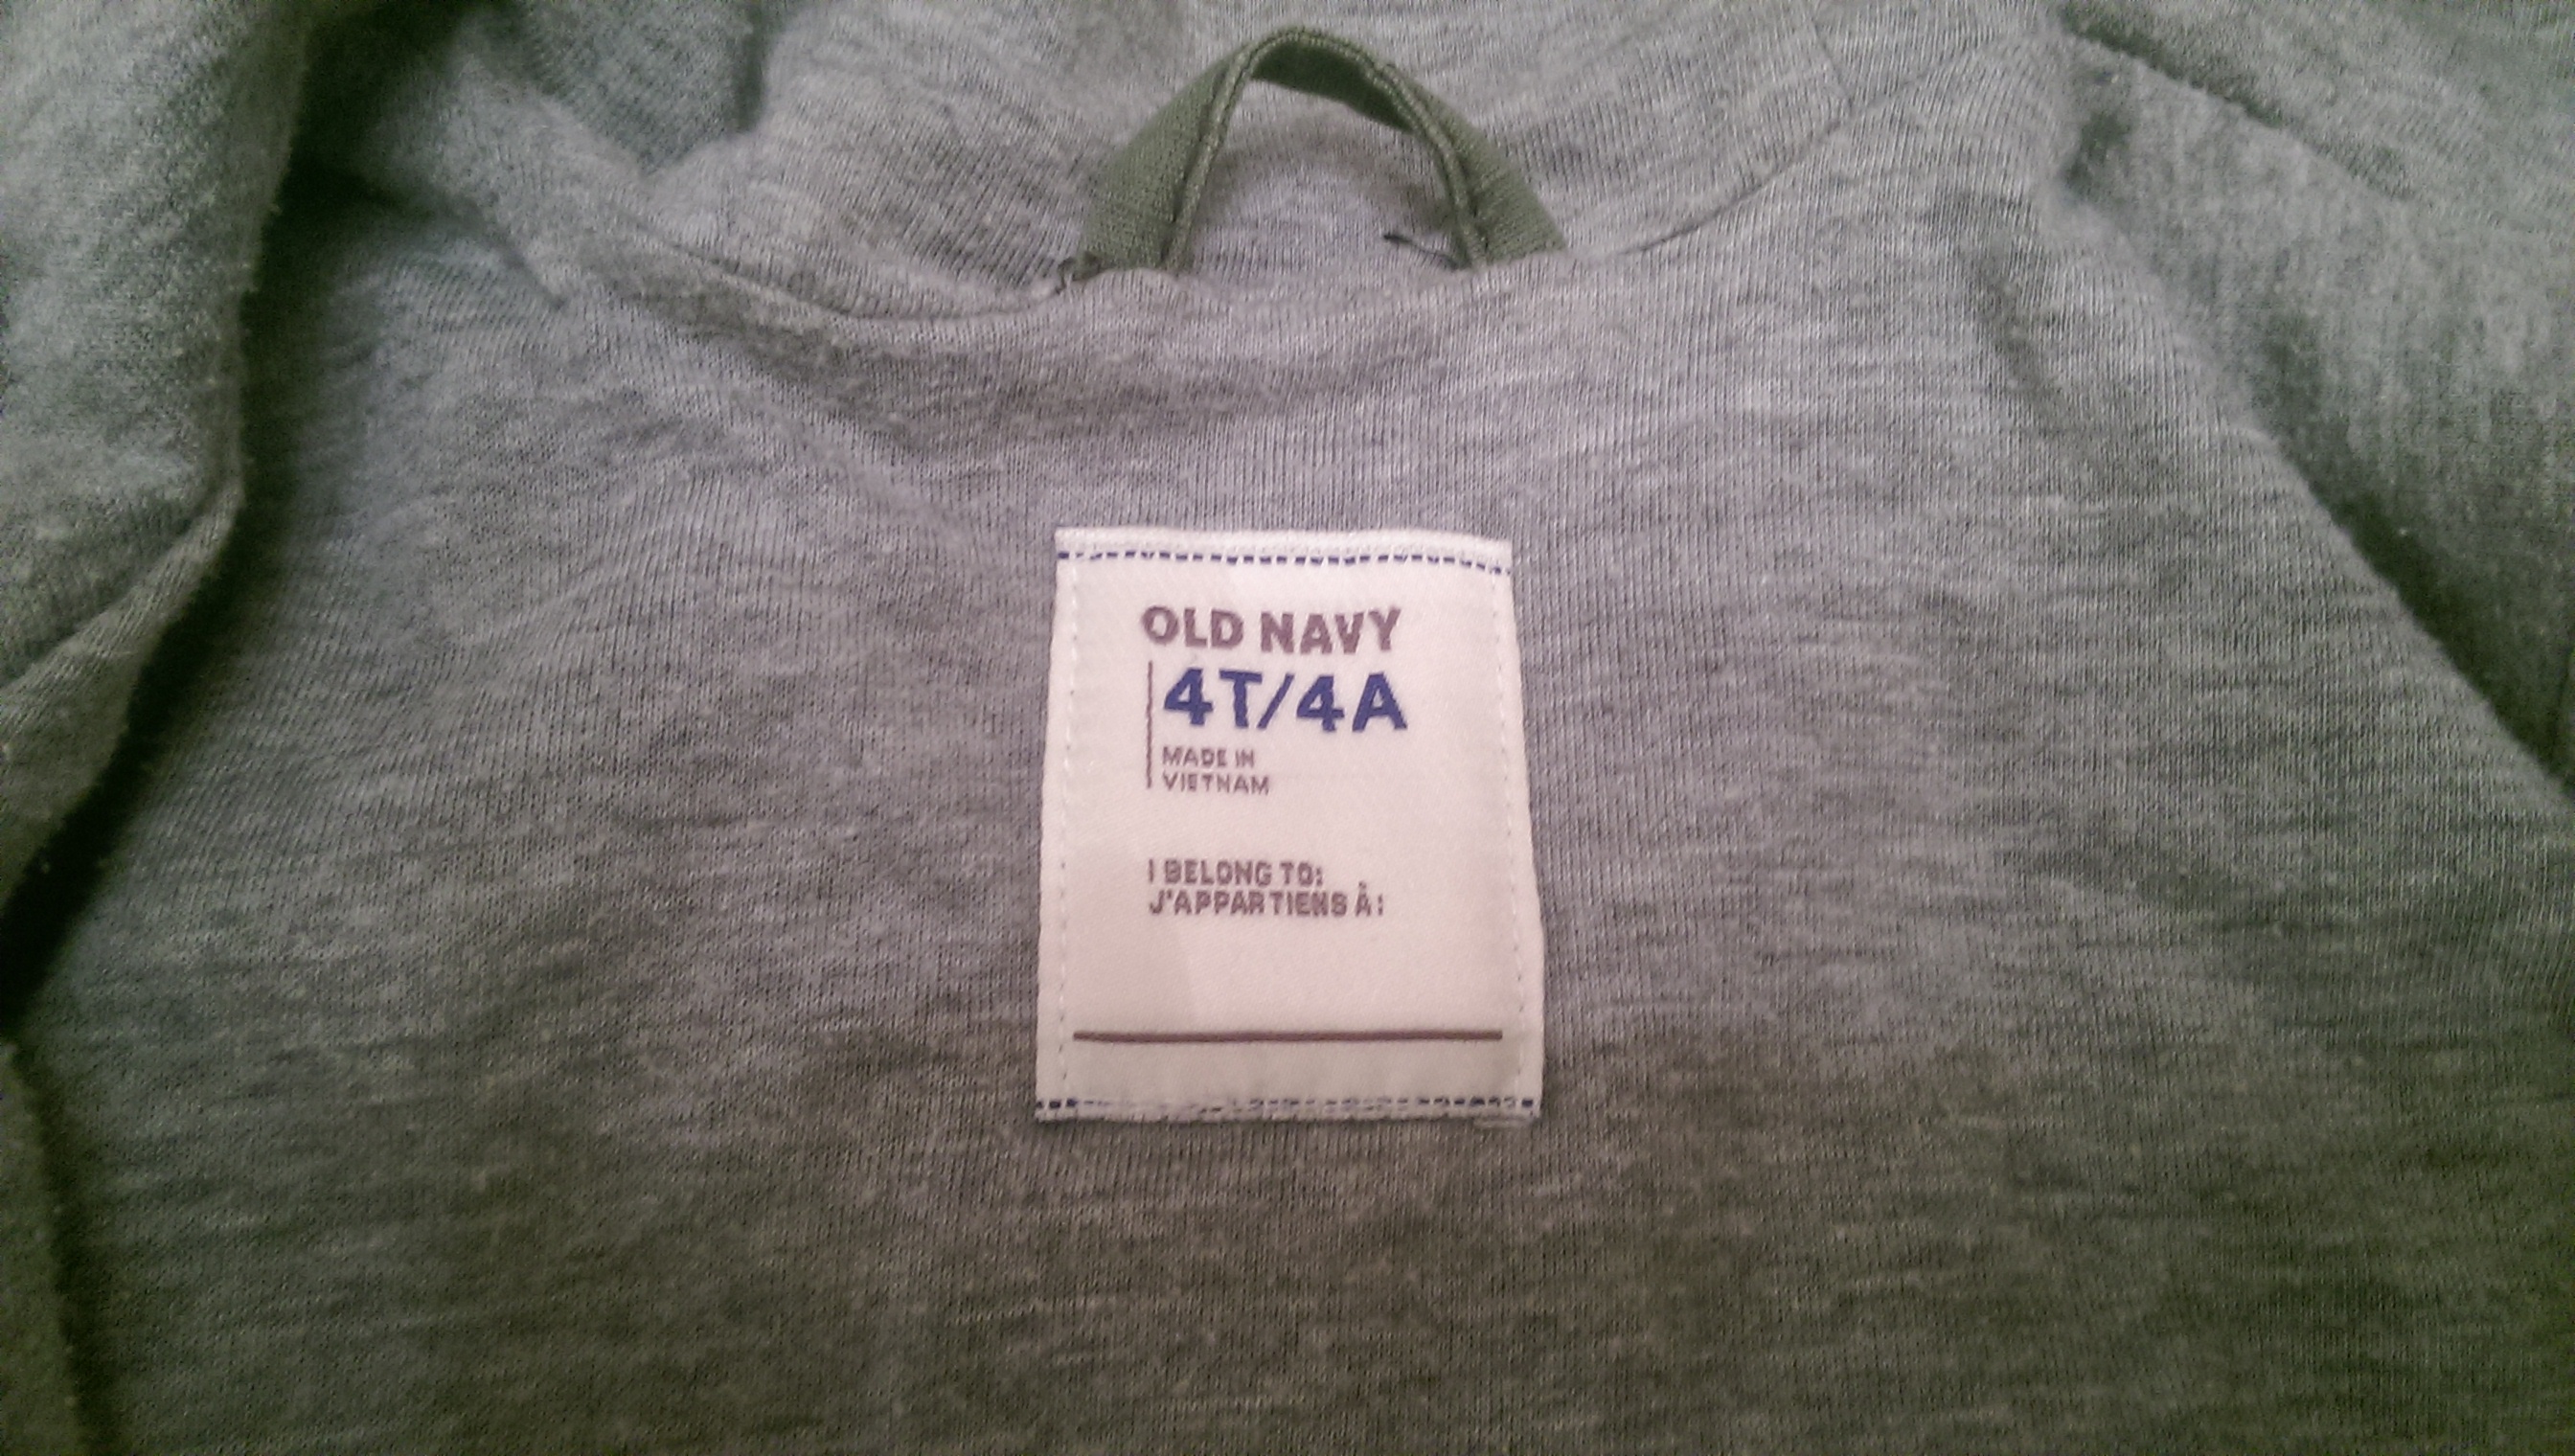 OLD NAVY
4T/4A
MADE IN
VIETNAM
I BELONG TO:
J'APPARTIENS À: